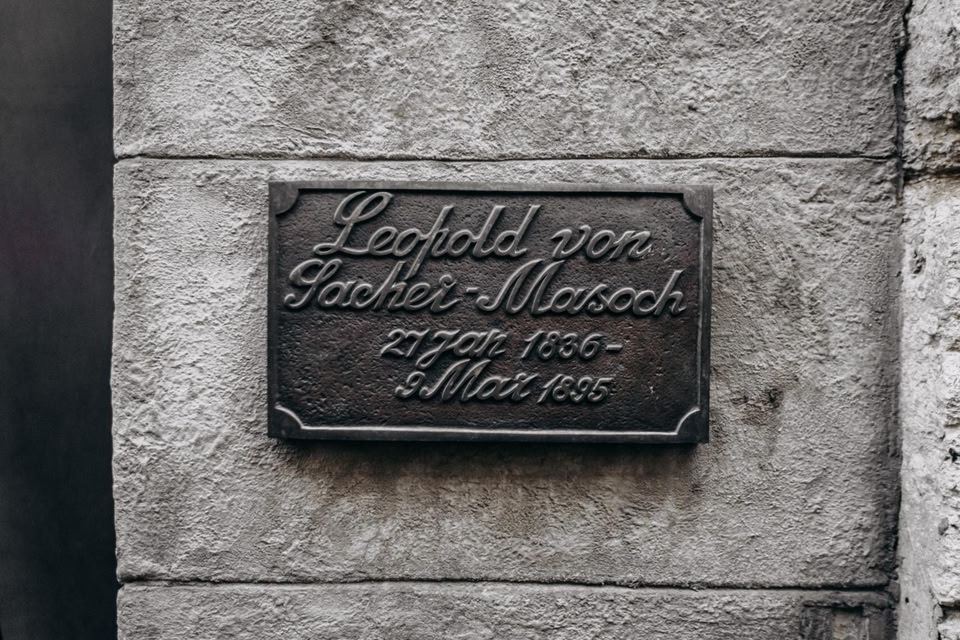 Leopold von
Sacher-Masoch
27 Jan 1836-
9 Mar 1895